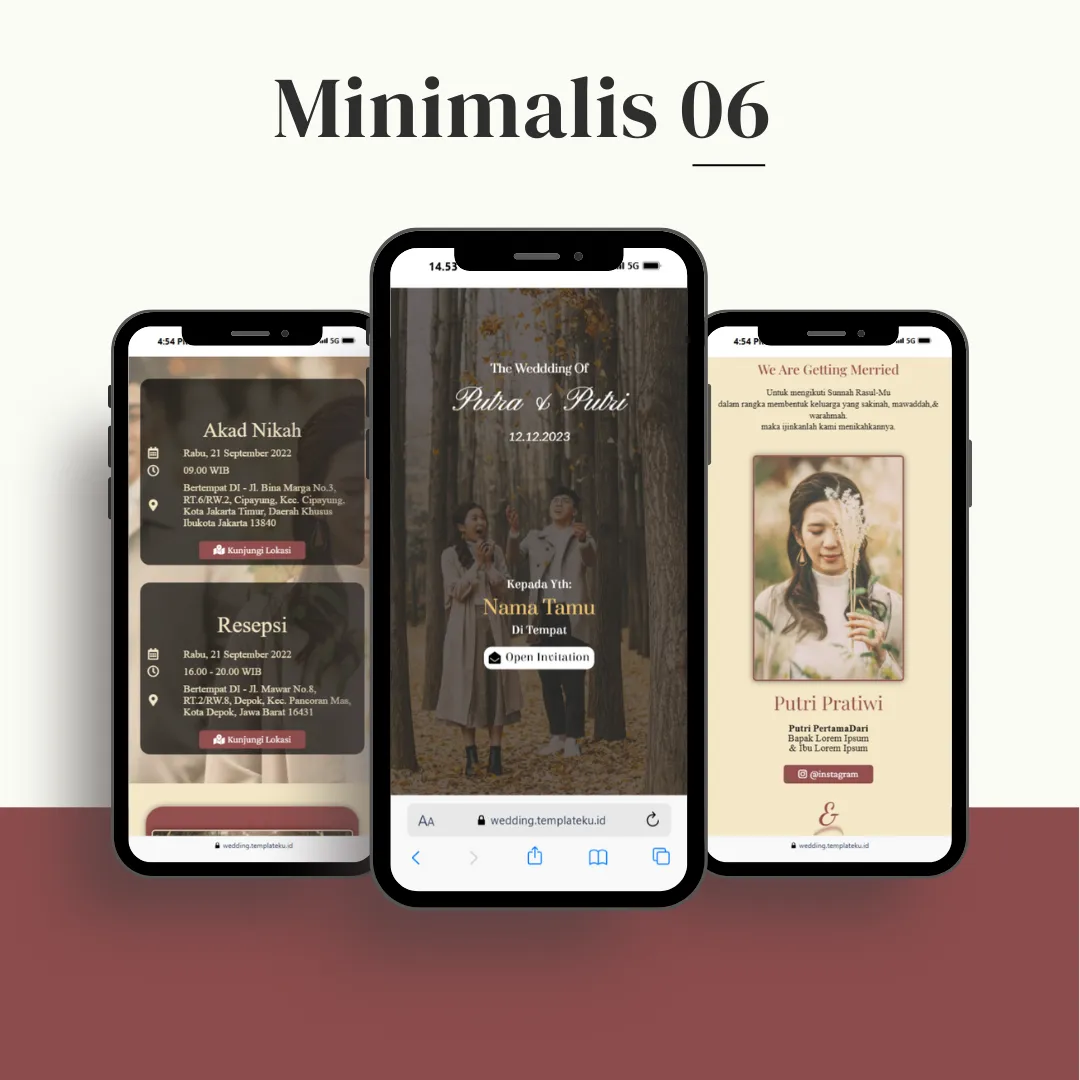 Minimalis 06
4:54 P
5G
Akad Nikah
Rabu, 21 September 2022
09.00 WIB
Bertempat DI - Jl. Bina Marga No.3,
RT.6/RW.2, Cipayung, Kec. Cipayung,
Kota Jakarta Timur, Daerah Khusus
Ibukota Jakarta 13840
Kunjungi Lokasi
Resepsi
Rabu, 21 September 2022
16.00 - 20.00 WIB
Bertempat DI - Jl. Mawar No.8,
RT.2/RW.8, Depok, Kec. Pancoran Mas,
Kota Depok, Jawa Barat 16431
Kunjungi Lokasi
wedding.templateku.id
14.53
5G
The Weddding Of
Putra & Putri
12.12.2023
Kepada Yth:
Nama Tamu
Di Tempat
Open Invitation
AA wedding.templateku.id
4:54 P
5G
We Are Getting Merried
Untuk mengikuti Sunnah Rasul-Mu
dalam rangka membentuk keluarga yang sakinah, mawaddah,&
warahmah.
maka ijinkanlah kami menikahkannya.
Putri Pratiwi
Putri PertamaDari
Bapak Lorem Ipsum
& Ibu Lorem Ipsum
@instagram
&
wedding.templateku.id